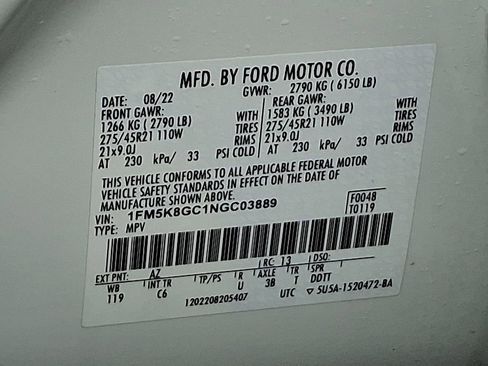 MFD. BY FORD MOTOR CO.
DATE: 08/22 GVWR: 2790 KG ( 6150 LB)
FRONT GAWR: REAR GAWR:
1266 KG ( 2790 LB) WITH 1583 KG ( 3490 LB) WITH
275/45R21 110W TIRES 275/45R21 110W TIRES
21x9.0J RIMS 21x9.0J RIMS
AT 230 kPa/ 33 PSI COLD AT 230 kPa/ 33 PSI COLD
THIS VEHICLE CONFORMS TO ALL APPLICABLE FEDERAL MOTOR
VEHICLE SAFETY STANDARDS IN EFFECT ON THE DATE OF
MANUFACTURE SHOWN ABOVE.
VIN: 1FM5K8GC1NGC03889 F0048
TYPE: MPV T0119
EXT PNT: AZ RC: 13 DSO:
WB INT TR TP/PS R AXLE TR SPR
119 C6 U 3B T DDTT
1202208205407 UTC ▽ 5U5A-1520472-BA